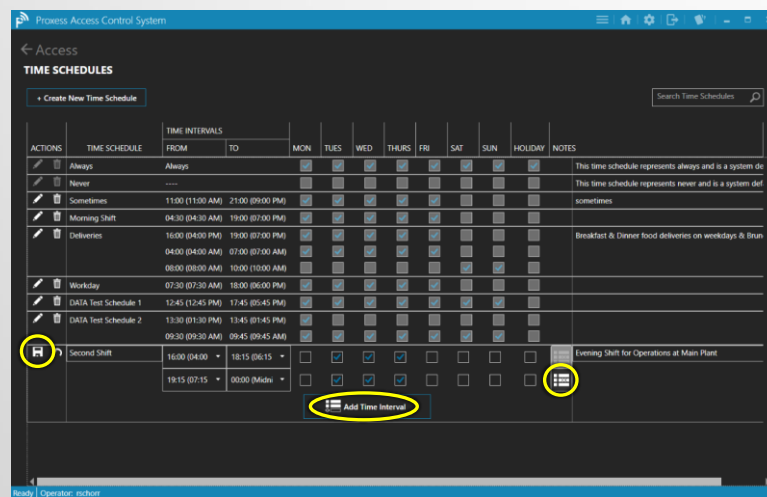 Proxess Access Control System
Access
TIME SCHEDULES
+ Create New Time Schedule
Search Time Schedules
TIME INTERVALS
ACTIONS TIME SCHEDULE FROM TO MON TUES WED THURS FRI SAT SUN HOLIDAY NOTES
Always Always This time schedule represents always and is a system de
Never ---- This time schedule represents never and is a system def
Sometimes 11:00 (11:00 AM) 21:00 (09:00 PM) sometimes
Morning Shift 04:30 (04:30 AM) 19:00 (07:00 PM)
Deliveries 16:00 (04:00 PM) 19:00 (07:00 PM) Breakfast & Dinner food deliveries on weekdays & Brun
04:00 (04:00 AM) 07:00 (07:00 AM)
08:00 (08:00 AM) 10:00 (10:00 AM)
Workday 07:30 (07:30 AM) 18:00 (06:00 PM)
DATA Test Schedule 1 12:45 (12:45 PM) 17:45 (05:45 PM)
DATA Test Schedule 2 13:30 (01:30 PM) 13:45 (01:45 PM)
09:30 (09:30 AM) 09:45 (09:45 AM)
Second Shift 16:00 (04:00 18:15 (06:15 Evening Shift for Operations at Main Plant
19:15 (07:15 00:00 (Midni
Add Time Interval
Ready Operator: rschorr